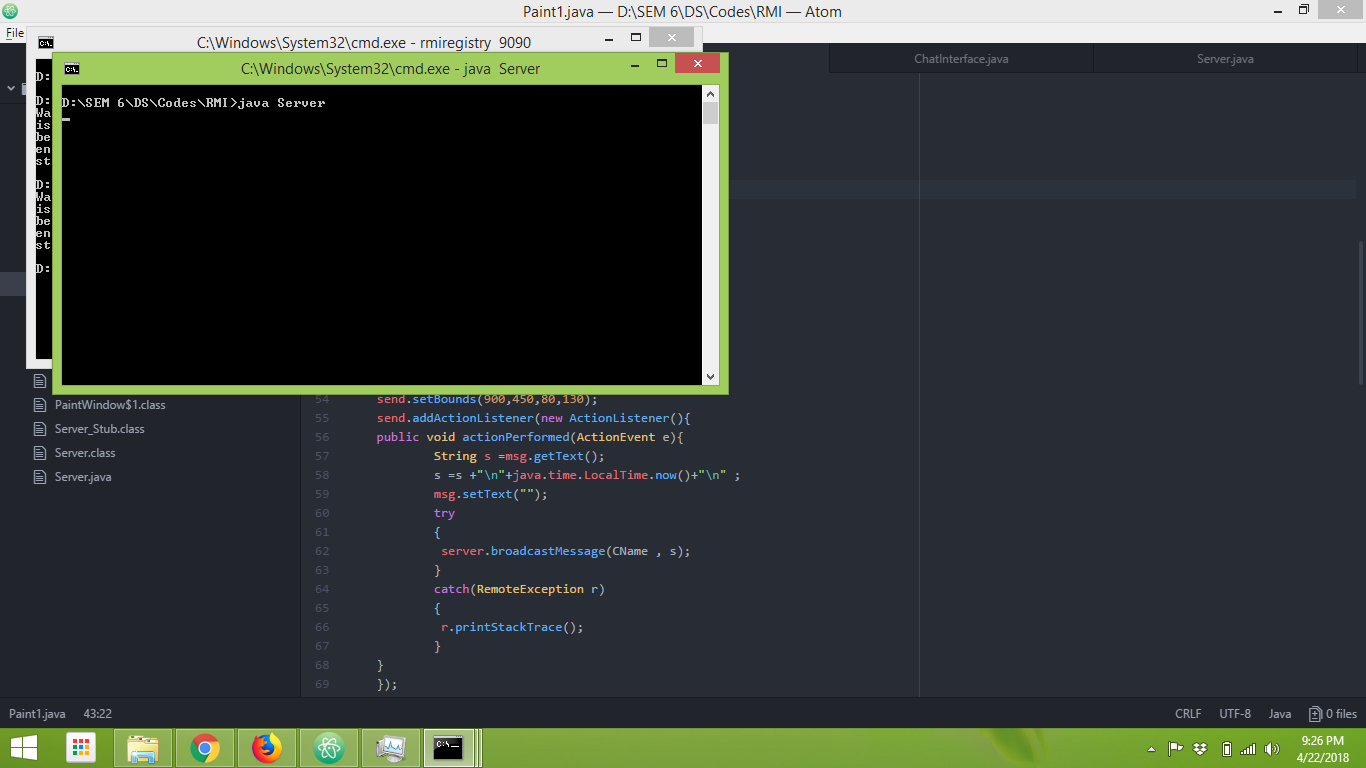 Paint1.java — D:\SEM 6\DS\Codes\RMI — Atom
File
C:\Windows\System32\cmd.exe - rmiregistry 9090
C:\Windows\System32\cmd.exe - java Server
ChatInterface.java
Server.java
D:
D:
Wa
is
be
en
st
D:
Wa
is
be
en
st
D:
D:\SEM 6\DS\Codes\RMI>java Server
PaintWindow$1.class
Server_Stub.class
Server.class
Server.java
54 send.setBounds(900,450,80,130);
55 send.addActionListener(new ActionListener(){
56 public void actionPerformed(ActionEvent e){
57 String s =msg.getText();
58 s =s +"\n"+java.time.LocalTime.now()+"\n" ;
59 msg.setText("");
60 try
61 {
62 server.broadcastMessage(CName , s);
63 }
64 catch(RemoteException r)
65 {
66 r.printStackTrace();
67 }
68 }
69 });
Paint1.java 43:22
CRLF UTF-8 Java 0 files
9:26 PM
4/22/2018